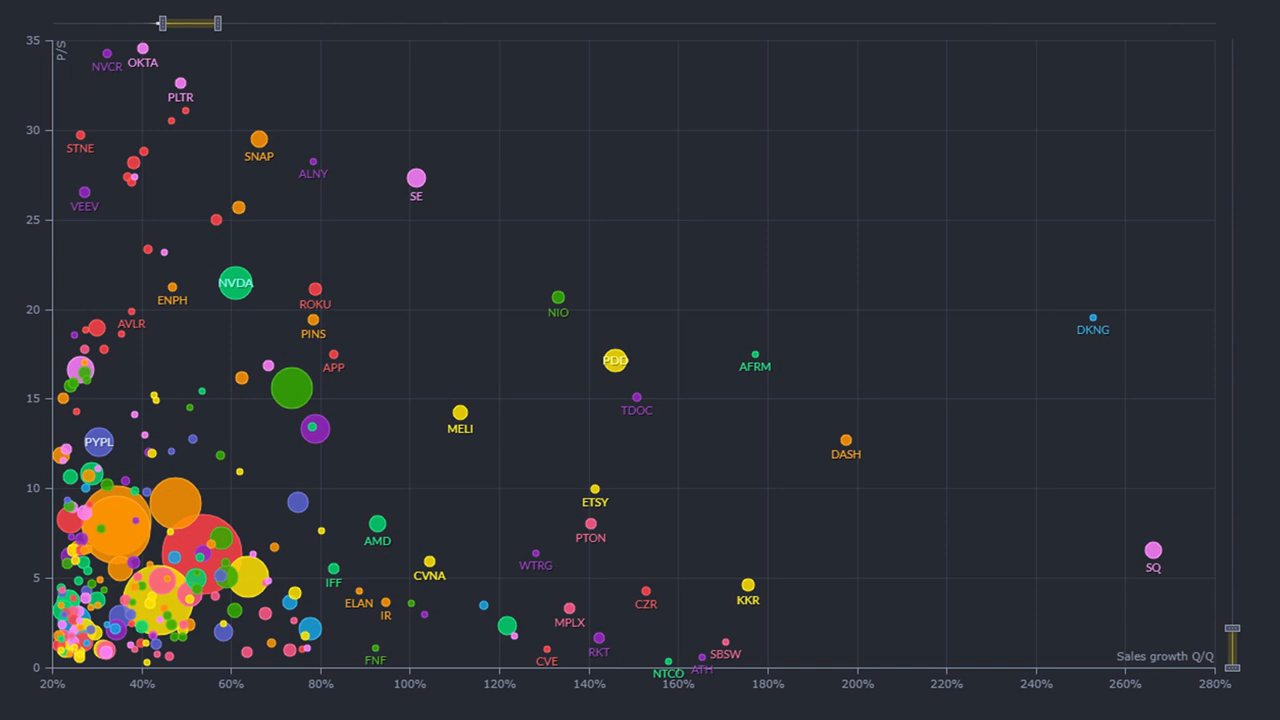 35
P/S
NVCR
OKTA
PLTR
30
STNE
SNAP
ALNY
SE
VEEV
25
NVDA
ENPH
ROKU
NIO
20
AVLR
PINS
DKNG
APP
PDD
AFRM
TDOC
15
MELI
PYPL
DASH
10
ETSY
AMD
PTON
WTRG
SQ
5
IFF
CVNA
KKR
ELAN
IR
CZR
MPLX
RKT
SBSW
Sales growth Q/Q
FNF
CVE
ATH
NTCO
0
20%
40%
60%
80%
100%
120%
140%
160%
180%
200%
220%
240%
260%
280%